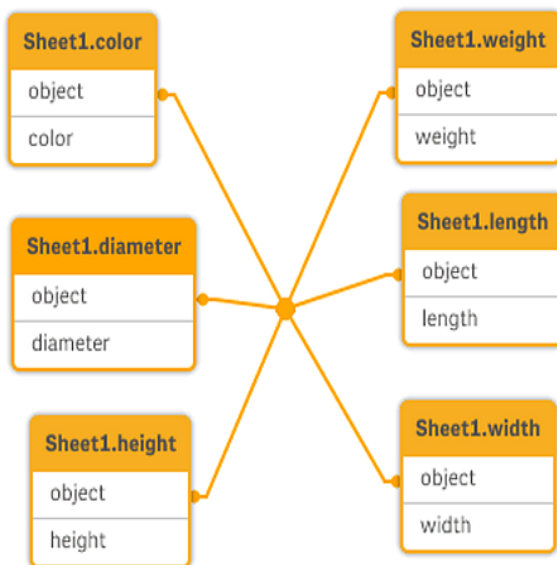 Sheet1.color
object
color
Sheet1.diameter
object
diameter
Sheet1.height
object
height
Sheet1.weight
object
weight
Sheet1.length
object
length
Sheet1.width
object
width